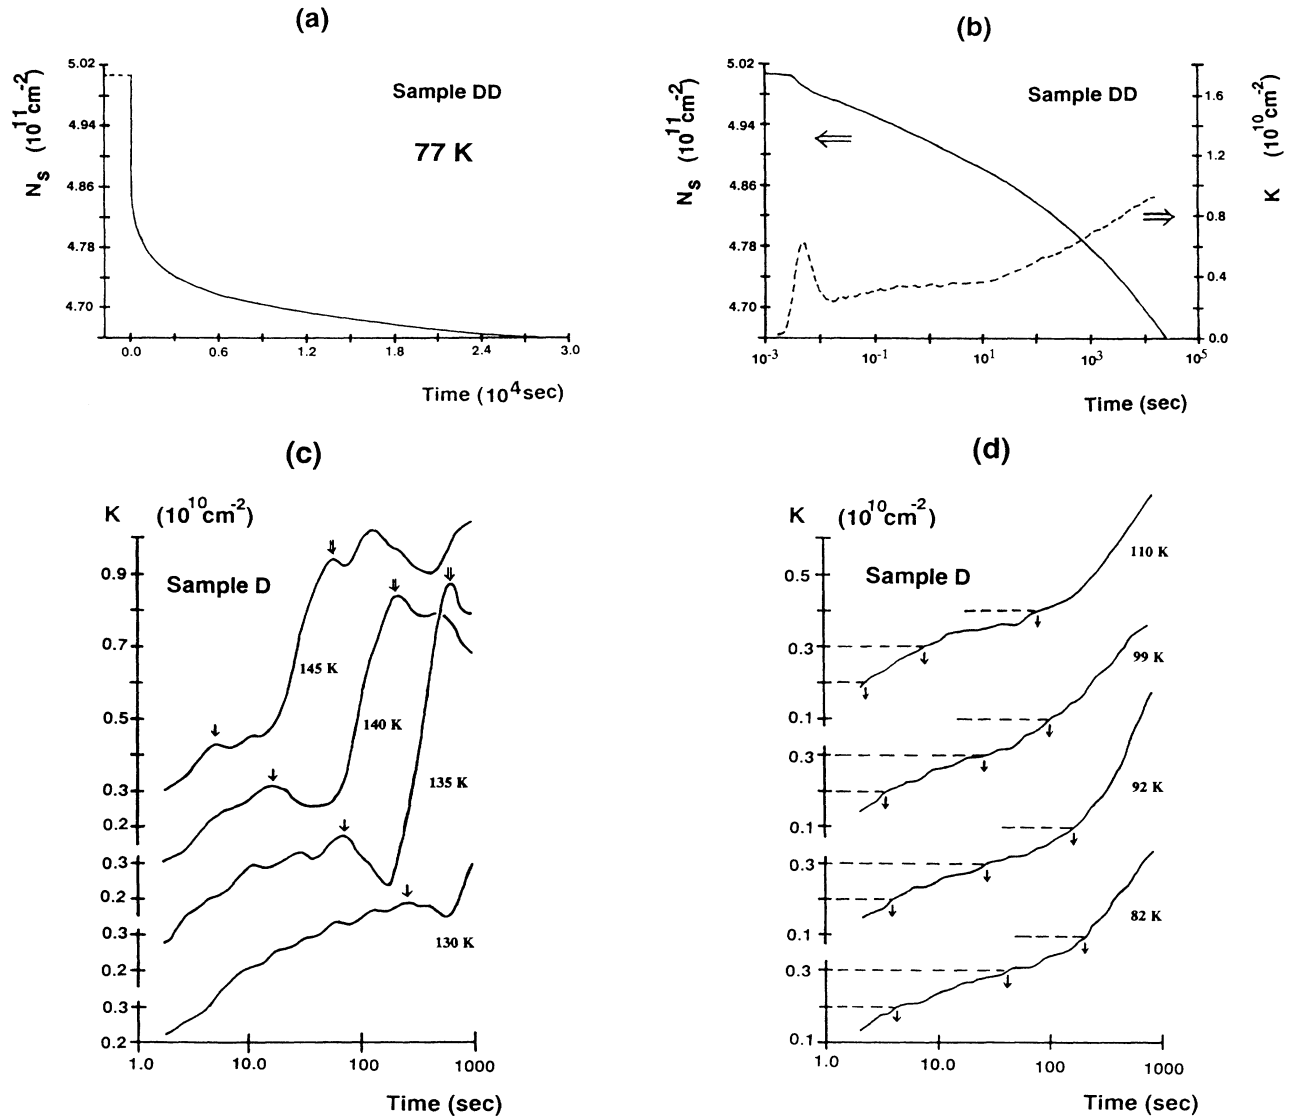 (a)
5.02
4.94
4.86
4.78
4.70
N_s (10^11 cm^-2)
Sample DD
77 K
0.0 0.6 1.2 1.8 2.4 3.0
Time (10^4 sec)
(b)
5.02
4.94
4.86
4.78
4.70
N_s (10^11 cm^-2)
Sample DD
1.6
1.2
0.8
0.4
0.0
K (10^10 cm^-2)
10^-3 10^-1 10^1 10^3 10^5
Time (sec)
(c)
K (10^10 cm^-2)
Sample D
0.9
0.7
0.5
0.3
0.2
0.3
0.2
0.3
0.2
0.3
0.2
145 K
140 K
135 K
130 K
1.0 10.0 100 1000
Time (sec)
(d)
K (10^10 cm^-2)
Sample D
0.5
0.3
0.1
0.3
0.1
0.3
0.1
0.3
0.1
110 K
99 K
92 K
82 K
1.0 10.0 100 1000
Time (sec)